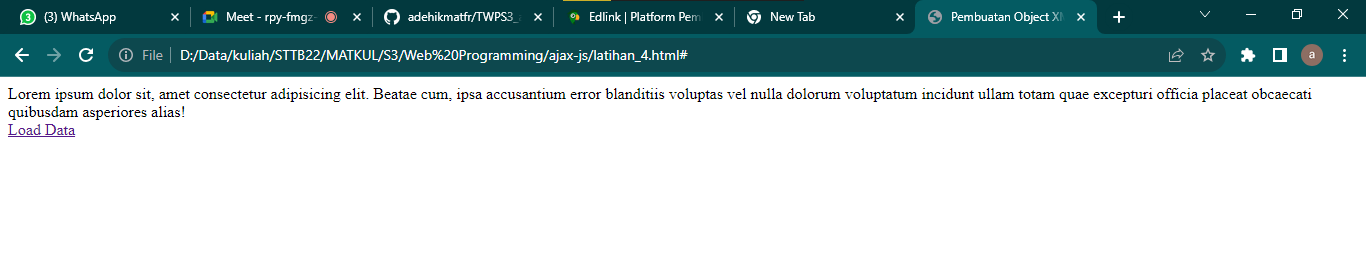 3 (3) WhatsApp
Meet - rpy-fmgz-
adehikmatfr/TWPS3_a
Edlink | Platform Pem
New Tab
Pembuatan Object XM
File D:/Data/kuliah/STTB22/MATKUL/S3/Web%20Programming/ajax-js/latihan_4.html#
a
Lorem ipsum dolor sit, amet consectetur adipisicing elit. Beatae cum, ipsa accusantium error blanditiis voluptas vel nulla dolorum voluptatum incidunt ullam totam quae excepturi officia placeat obcaecati
quibusdam asperiores alias!
Load Data